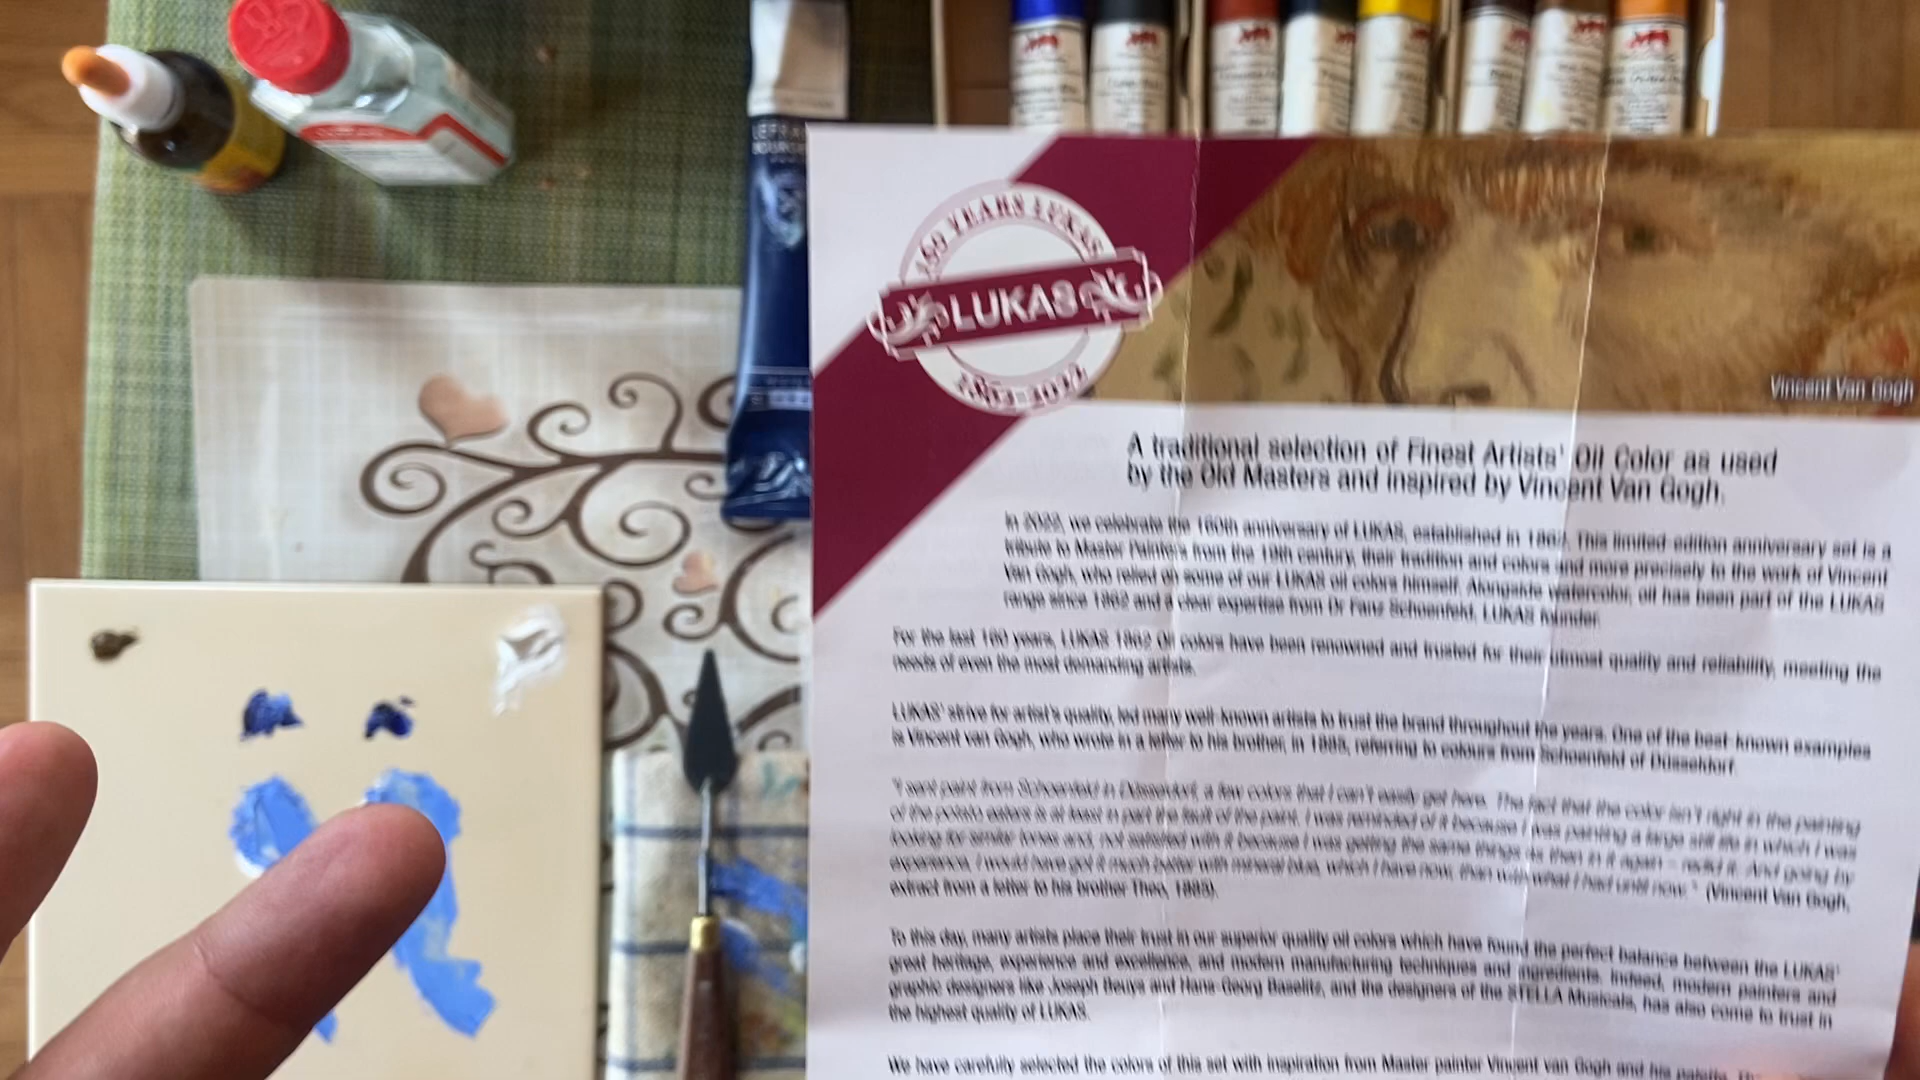 LEFRANC
BOURGEOIS
160 YEARS LUKAS
LUKAS
1862-2022
Vincent Van Gogh
A traditional selection of Finest Artists' Oil Color as used
by the Old Masters and inspired by Vincent Van Gogh.
In 2022, we celebrate the 160th anniversary of LUKAS, established in 1862. This limited edition anniversary set is a
tribute to Master Painters from the 19th century, their tradition and colors and more precisely to the work of Vincent
Van Gogh, who relied on some of our LUKAS oil colors himself. Alongside watercolor, oil has been part of the LUKAS
range since 1862 and a clear expertise from Dr Franz Schoenfeld, LUKAS founder.
For the last 160 years, LUKAS 1862 Oil colors have been renowned and trusted for their utmost quality and reliability, meeting the
needs of even the most demanding artists.
LUKAS' strive for artist's quality, led many well-known artists to trust the brand throughout the years. One of the best-known examples
is Vincent van Gogh, who wrote in a letter to his brother, in 1885, referring to colours from Schoenfeld of Düsseldorf.
"I want paint from Schoenfeld in Düsseldorf, a few colors that I can't easily get here. The fact that the color isn't right in the painting
of the potato eaters is at least in part the fault of the paint. I was reminded of it because I was painting a large still life in which I was
looking for similar tones and, not satisfied with it because I was getting the same things as then in it again – redid it. And going by
experience, I would have got it much better with mineral blue, which I have now, than with what I had until now." (Vincent Van Gogh,
extract from a letter to his brother Theo, 1885).
To this day, many artists place their trust in our superior quality oil colors which have found the perfect balance between the LUKAS'
great heritage, experience and excellence, and modern manufacturing techniques and ingredients. Indeed, modern painters and
graphic designers like Joseph Beuys and Hans-Georg Baselitz, and the designers of the STELLA Musicals, has also come to trust in
the highest quality of LUKAS.
We have carefully selected the colors of this set with inspiration from Master painter Vincent van Gogh and his palette.